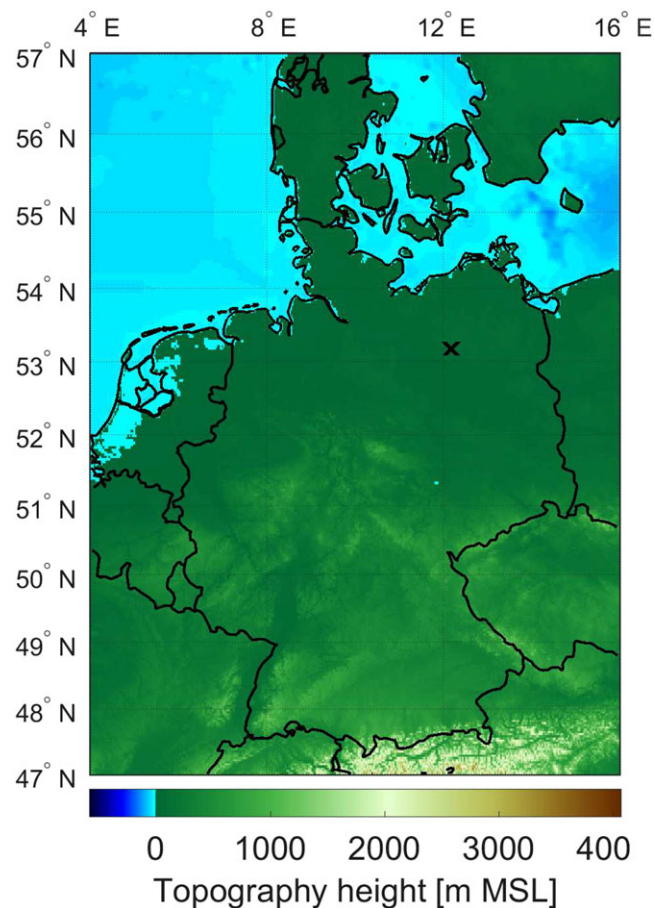 4° E 8° E 12° E 16° E
57° N
56° N
55° N
54° N
53° N
52° N
51° N
50° N
49° N
48° N
47° N
x
0 1000 2000 3000 400
Topography height [m MSL]